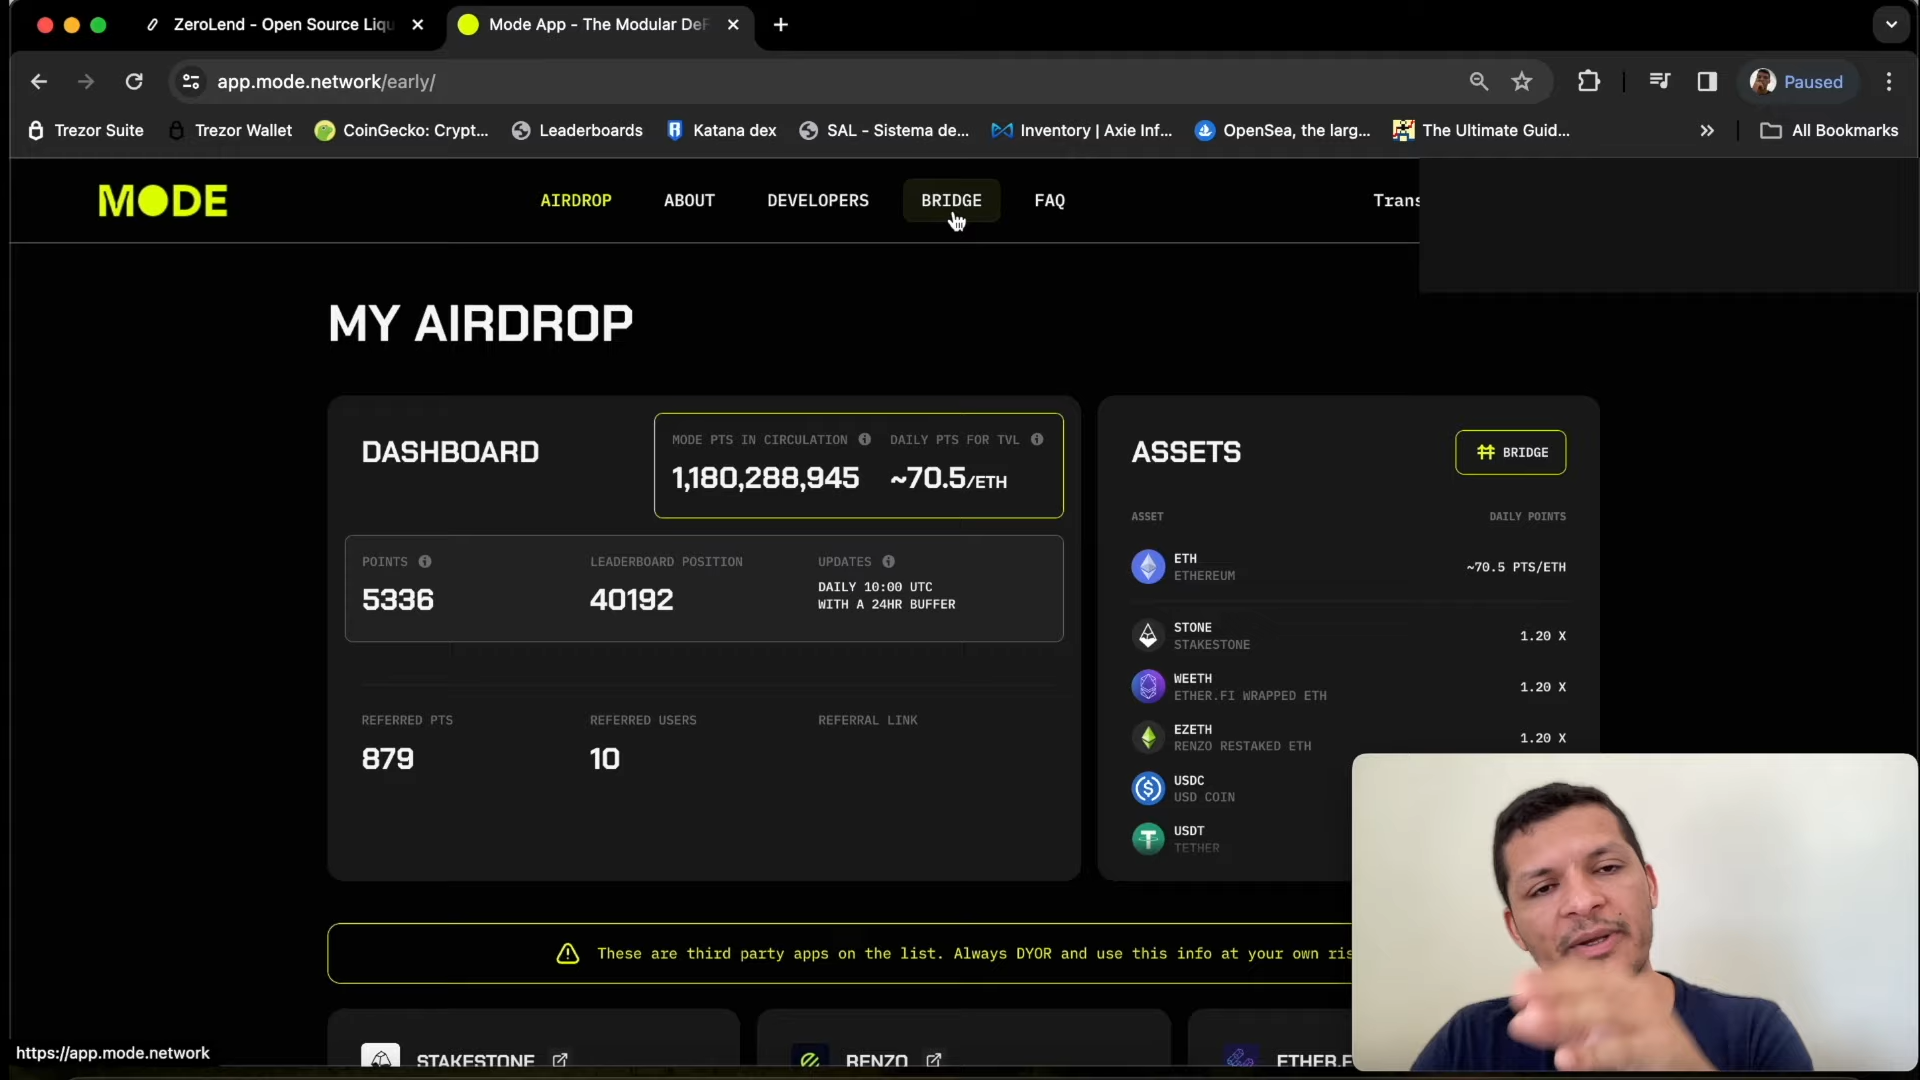 ZeroLend - Open Source Liqu
Mode App - The Modular DeF
app.mode.network/early/
Paused
Trezor Suite
Trezor Wallet
CoinGecko: Crypt...
Leaderboards
Katana dex
SAL - Sistema de...
Inventory | Axie Inf...
OpenSea, the larg...
The Ultimate Guid...
All Bookmarks
MODE
AIRDROP
ABOUT
DEVELOPERS
BRIDGE
FAQ
Trans
MY AIRDROP
DASHBOARD
MODE PTS IN CIRCULATION
1,180,288,945
DAILY PTS FOR TVL
~70.5/ETH
POINTS
5336
LEADERBOARD POSITION
40192
UPDATES
DAILY 10:00 UTC
WITH A 24HR BUFFER
REFERRED PTS
879
REFERRED USERS
10
REFERRAL LINK
ASSETS
BRIDGE
ASSET
DAILY POINTS
ETH
ETHEREUM
~70.5 PTS/ETH
STONE
STAKESTONE
1.20 X
WEETH
ETHER.FI WRAPPED ETH
1.20 X
EZETH
RENZO RESTAKED ETH
1.20 X
USDC
USD COIN
USDT
TETHER
These are third party apps on the list. Always DYOR and use this info at your own ris
STAKESTONE
RENZO
ETHER.F
https://app.mode.network